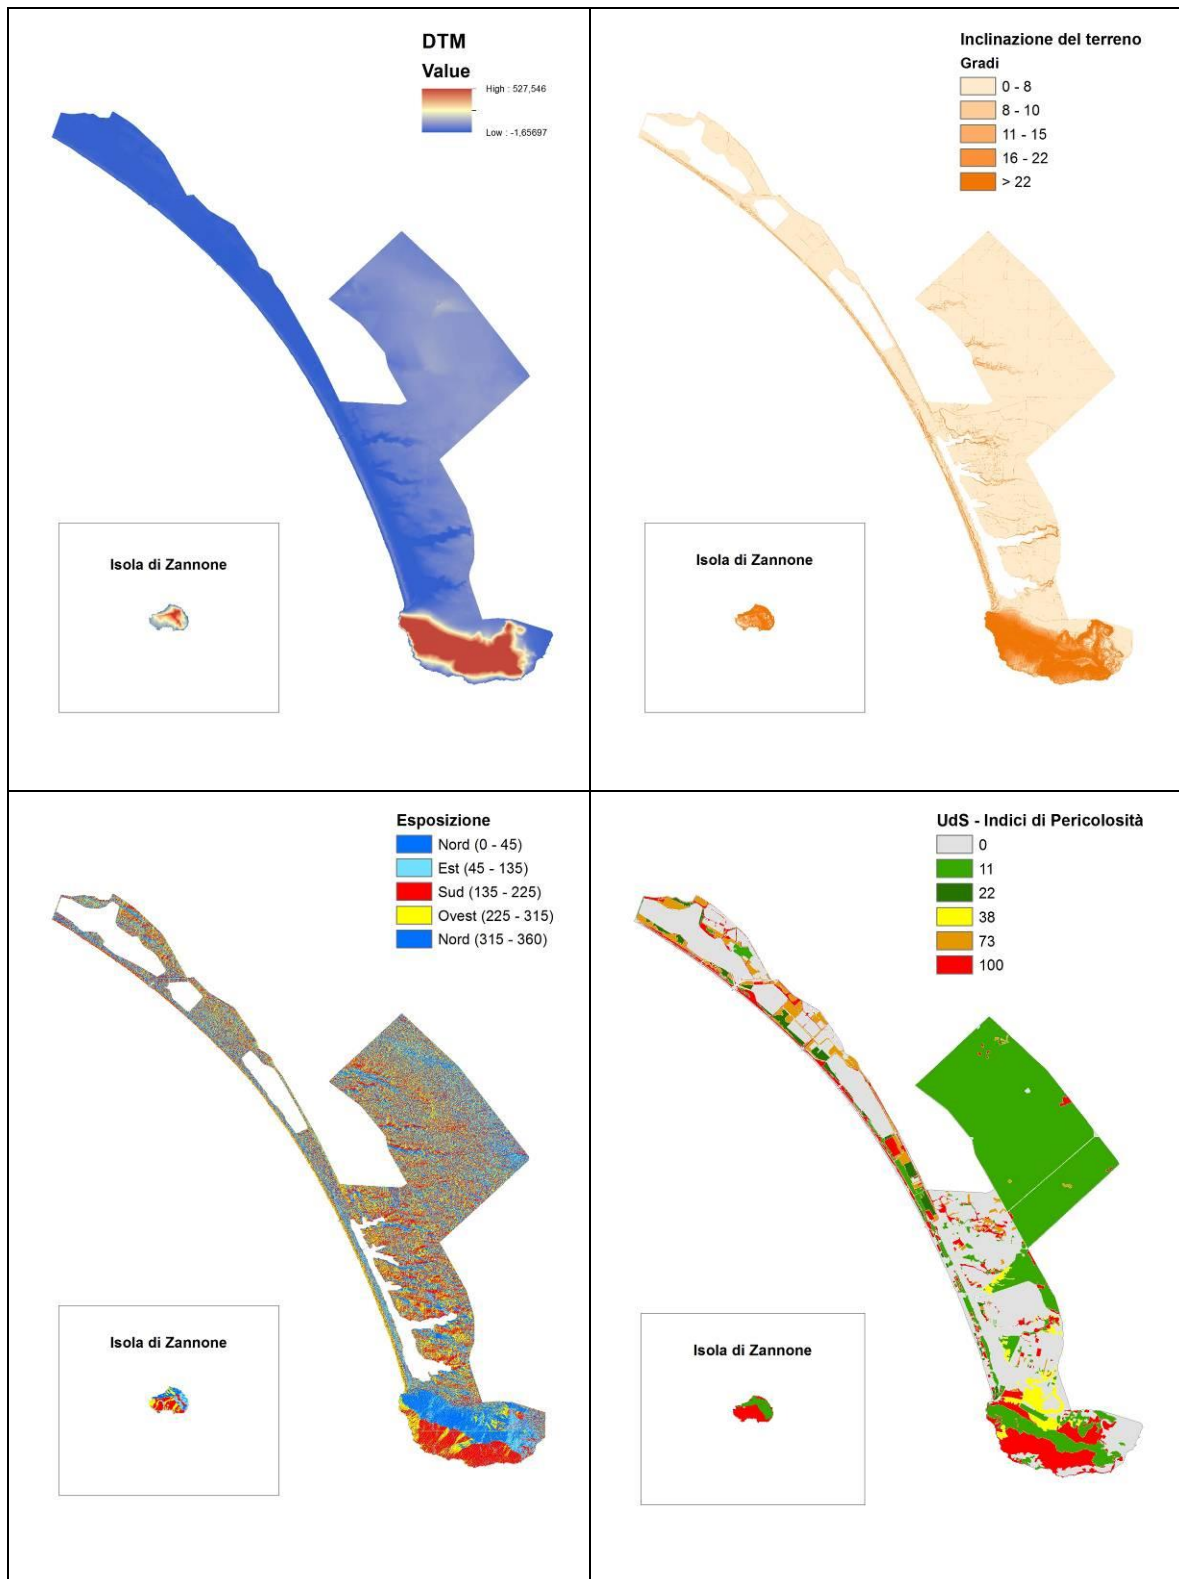 DTM
Value
High : 527,546
Low : -1,65697
Isola di Zannone
Inclinazione del terreno
Gradi
0 - 8
8 - 10
11 - 15
16 - 22
> 22
Isola di Zannone
Esposizione
Nord (0 - 45)
Est (45 - 135)
Sud (135 - 225)
Ovest (225 - 315)
Nord (315 - 360)
Isola di Zannone
UdS - Indici di Pericolosità
0
11
22
38
73
100
Isola di Zannone